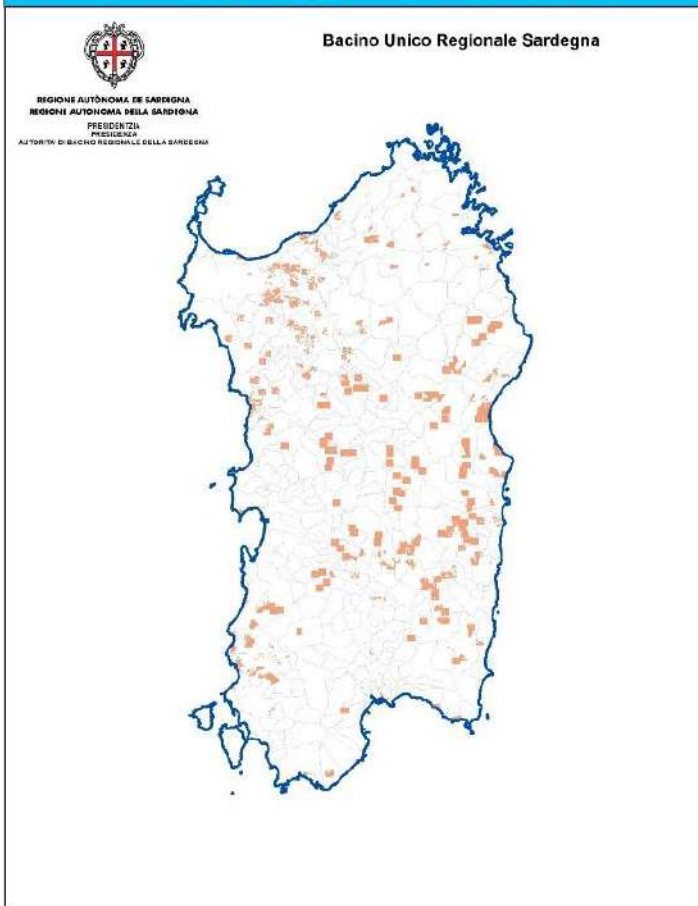 Bacino Unico Regionale Sardegna
REGIONE AUTÒNOMA DE SARDIGNA
REGIONE AUTONOMA DELLA SARDEGNA
PRESIDENTZIA
PRESIDENZA
AUTORITA' DI BACINO REGIONALE DELLA SARDEGNA